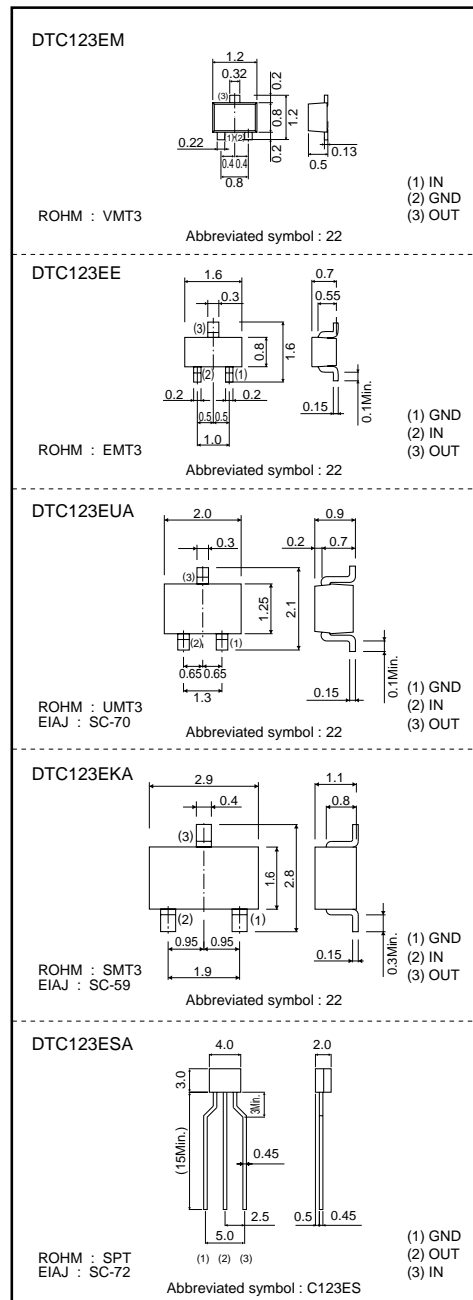 DTC123EM
1.2
0.32
0.2
(3)
0.8
1.2
(1) (2)
0.22
0.2
0.4 0.4
0.8
0.5
0.13
(1) IN
(2) GND
(3) OUT
ROHM : VMT3
Abbreviated symbol : 22
DTC123EE
1.6
0.3
(3)
0.8
1.6
(2) (1)
0.2 0.2
0.5 0.5
1.0
0.7
0.55
0.15
0.1Min.
(1) GND
(2) IN
(3) OUT
ROHM : EMT3
Abbreviated symbol : 22
DTC123EUA
2.0
0.3
(3)
1.25
2.1
(2) (1)
0.65 0.65
1.3
0.9
0.2 0.7
0.15
0.1Min.
(1) GND
(2) IN
(3) OUT
ROHM : UMT3
EIAJ : SC-70
Abbreviated symbol : 22
DTC123EKA
2.9
0.4
(3)
1.6
2.8
(2) (1)
0.95 0.95
1.9
1.1
0.8
0.15
0.3Min.
(1) GND
(2) IN
(3) OUT
ROHM : SMT3
EIAJ : SC-59
Abbreviated symbol : 22
DTC123ESA
4.0
2.0
3.0
3Min.
(15Min.)
0.45
2.5
5.0
0.5 0.45
(1) (2) (3)
(1) GND
(2) OUT
(3) IN
ROHM : SPT
EIAJ : SC-72
Abbreviated symbol : C123ES